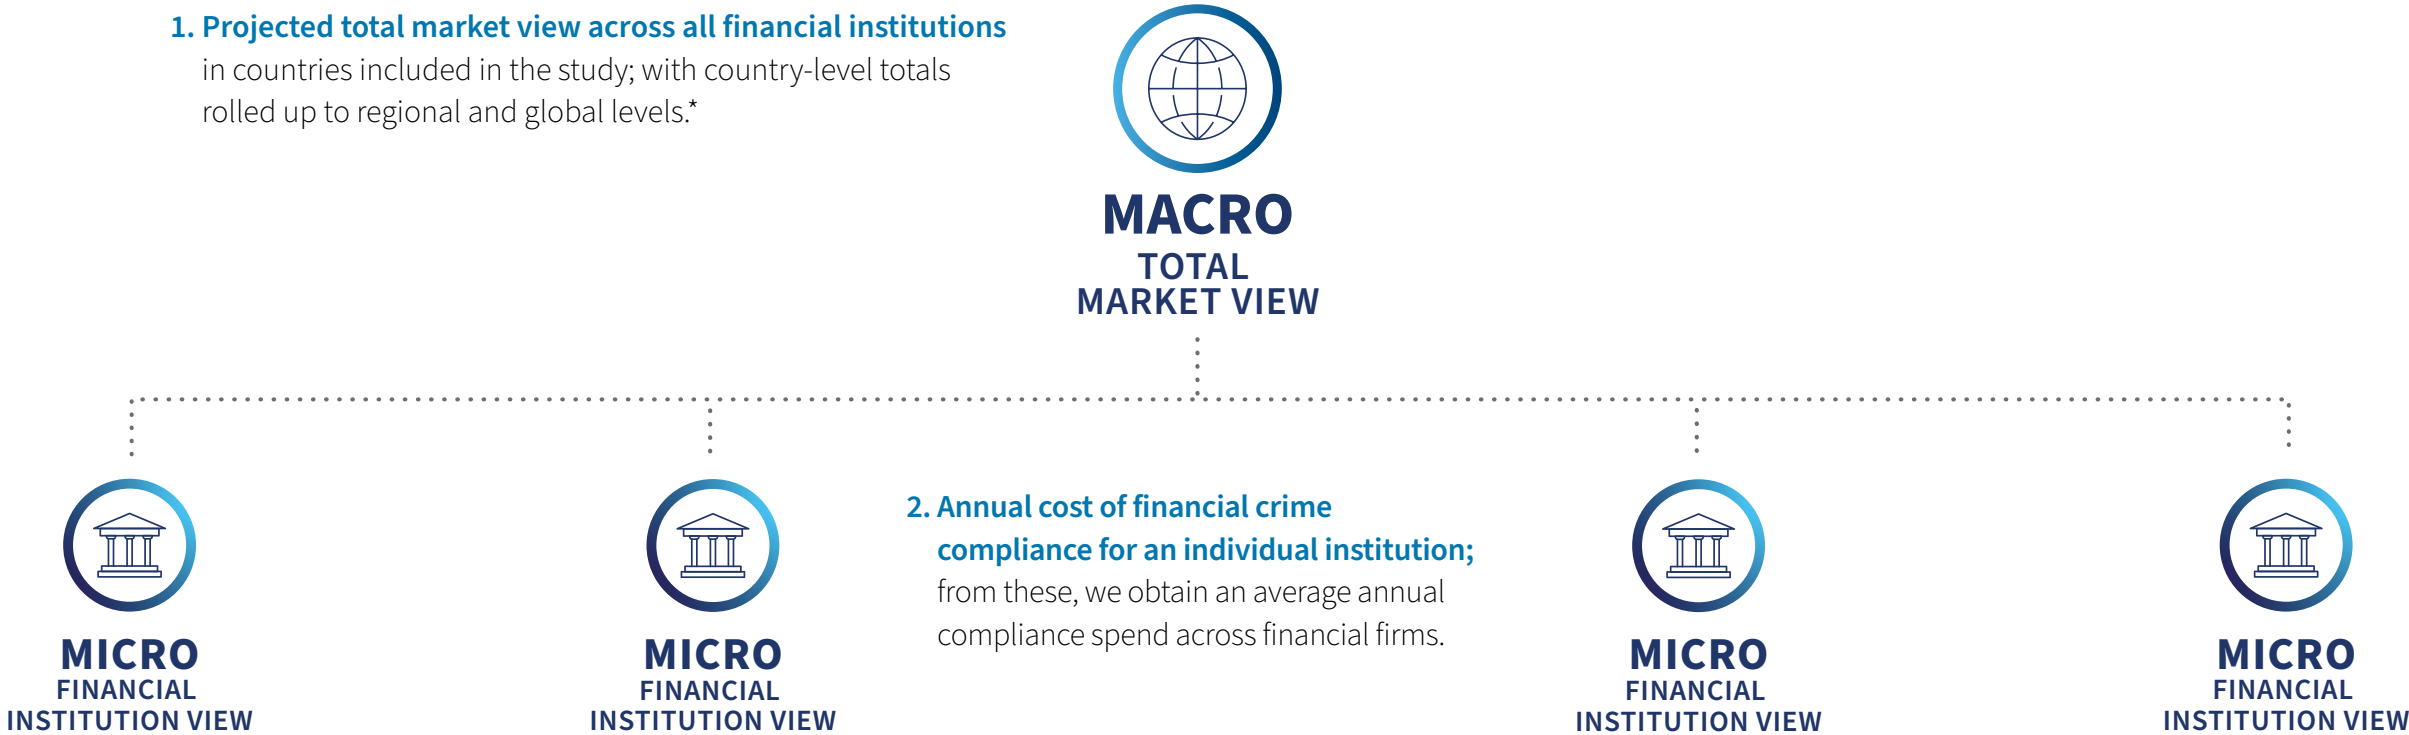 1. Projected total market view across all financial institutions
in countries included in the study; with country-level totals
rolled up to regional and global levels.*
MACRO
TOTAL
MARKET VIEW
MICRO
FINANCIAL
INSTITUTION VIEW
MICRO
FINANCIAL
INSTITUTION VIEW
2. Annual cost of financial crime
compliance for an individual institution;
from these, we obtain an average annual
compliance spend across financial firms.
MICRO
FINANCIAL
INSTITUTION VIEW
MICRO
FINANCIAL
INSTITUTION VIEW